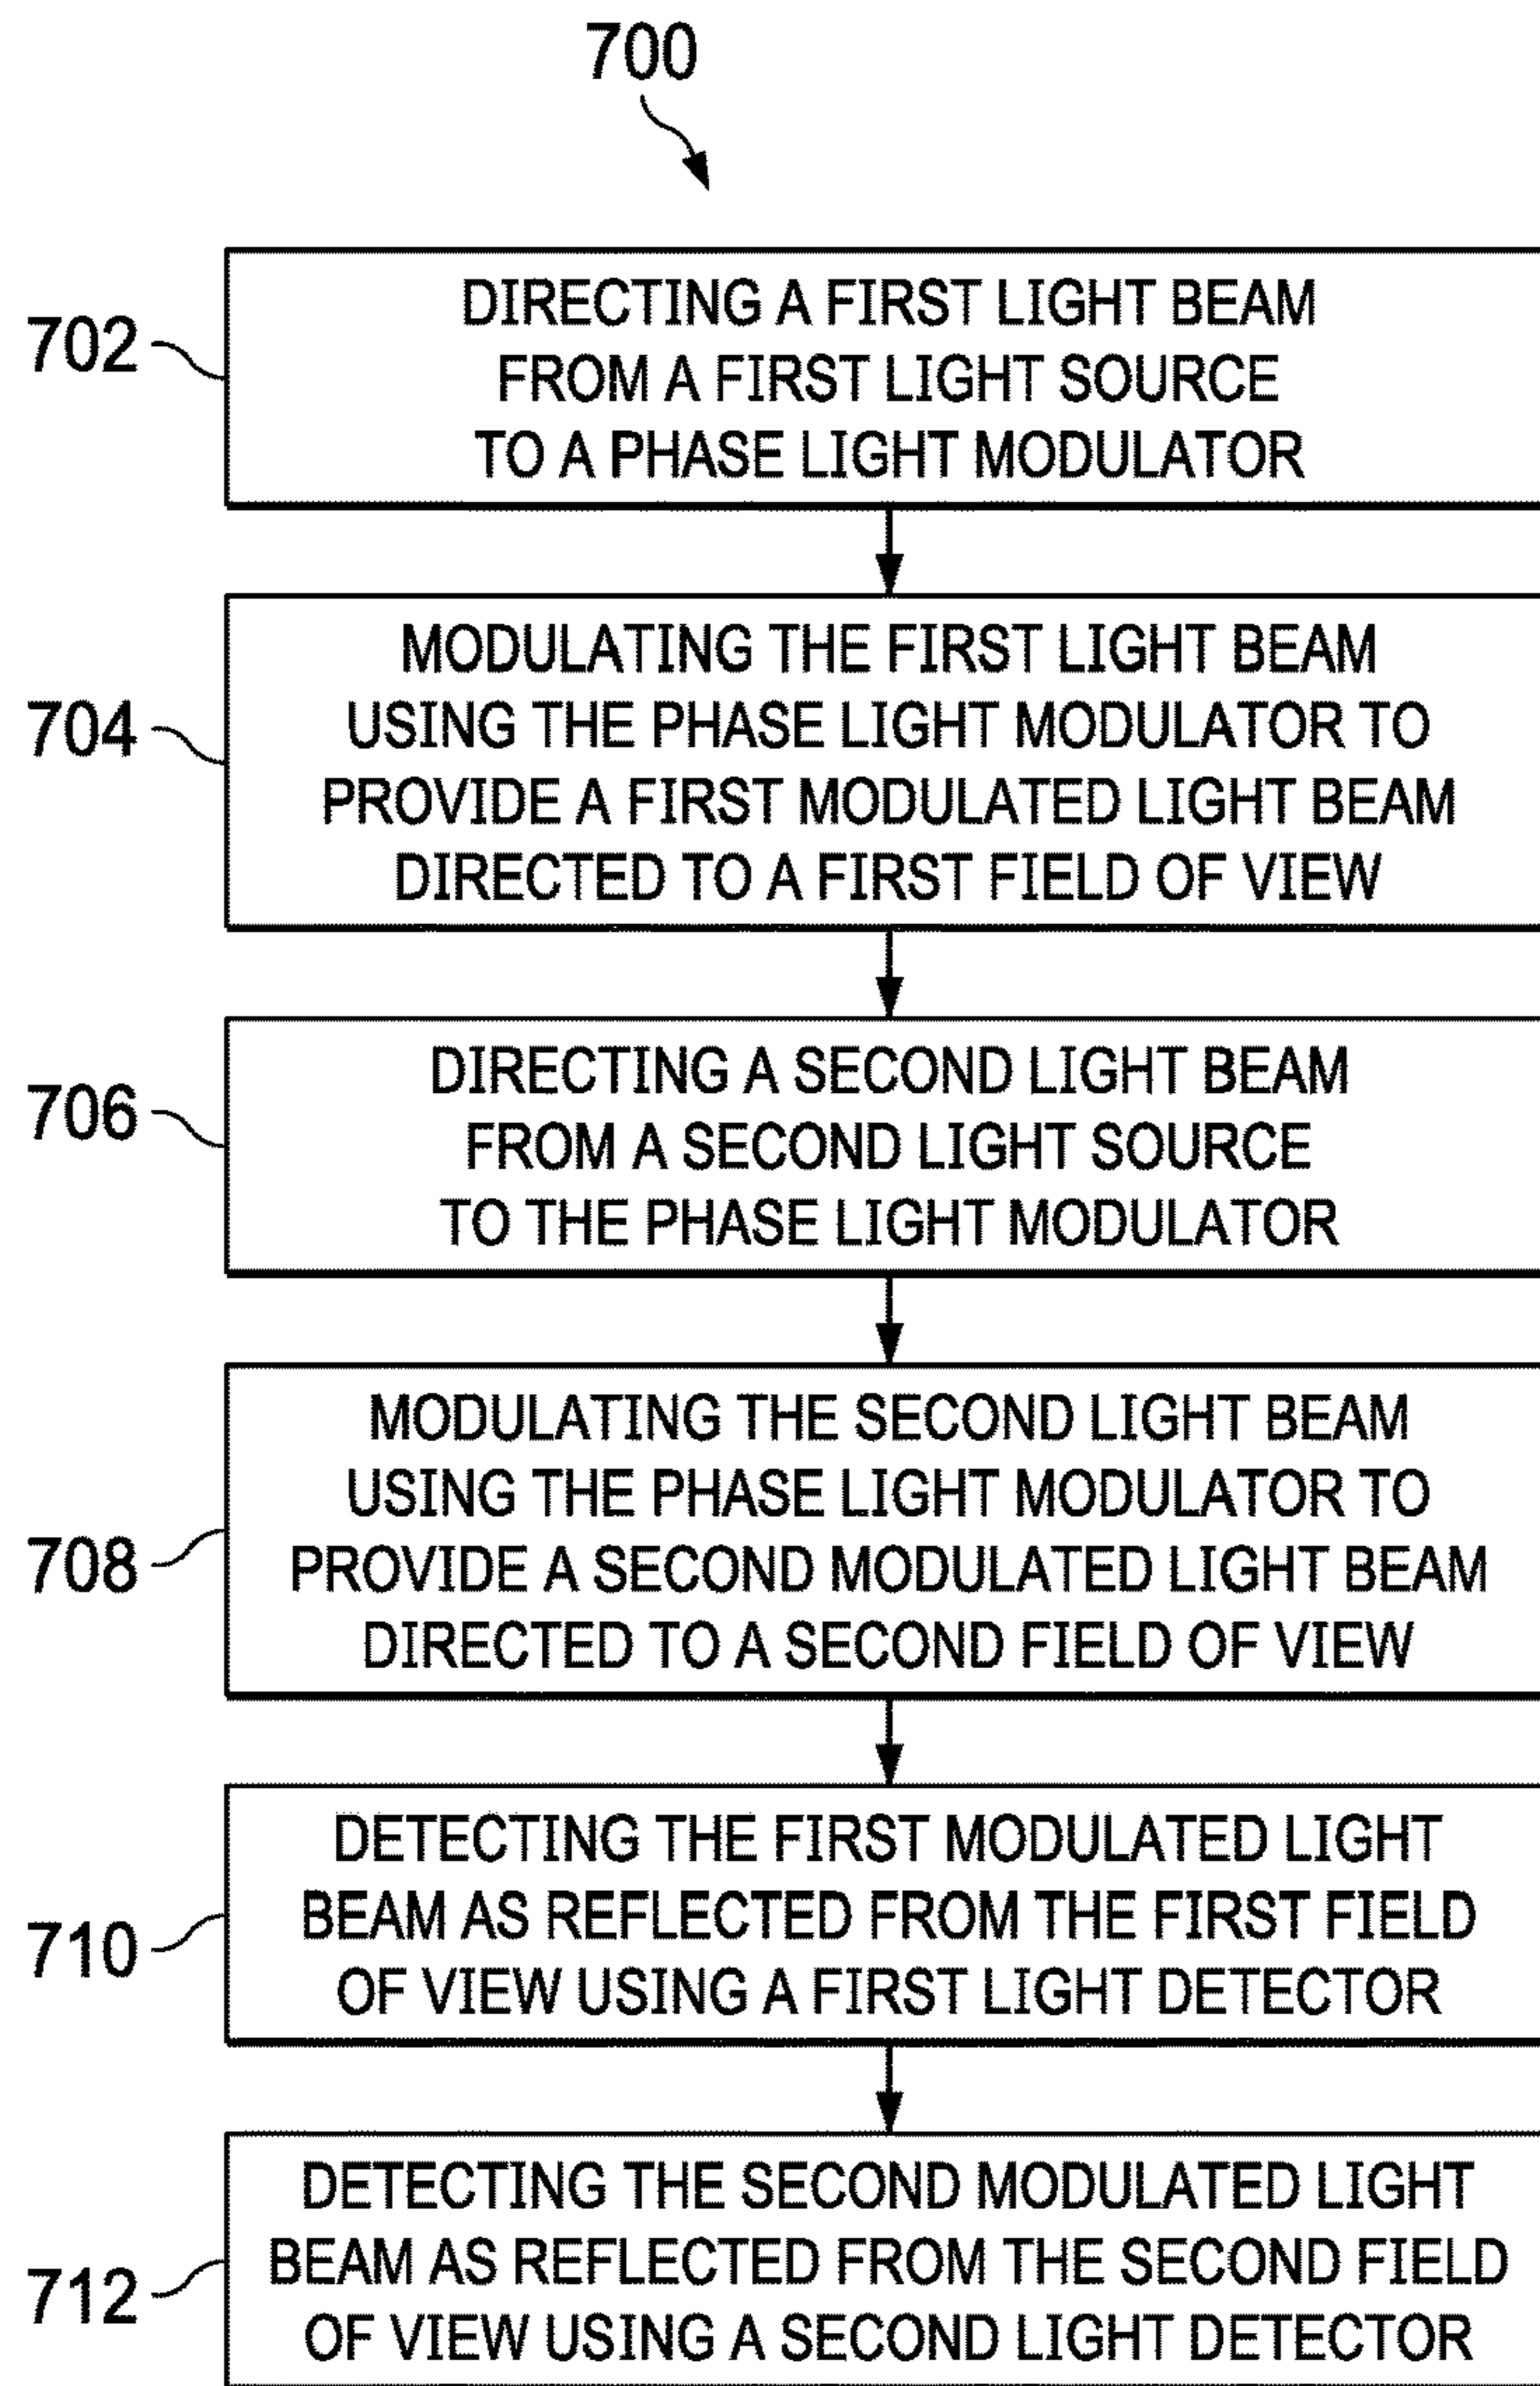 700
702
DIRECTING A FIRST LIGHT BEAM
FROM A FIRST LIGHT SOURCE
TO A PHASE LIGHT MODULATOR
704
MODULATING THE FIRST LIGHT BEAM
USING THE PHASE LIGHT MODULATOR TO
PROVIDE A FIRST MODULATED LIGHT BEAM
DIRECTED TO A FIRST FIELD OF VIEW
706
DIRECTING A SECOND LIGHT BEAM
FROM A SECOND LIGHT SOURCE
TO THE PHASE LIGHT MODULATOR
708
MODULATING THE SECOND LIGHT BEAM
USING THE PHASE LIGHT MODULATOR TO
PROVIDE A SECOND MODULATED LIGHT BEAM
DIRECTED TO A SECOND FIELD OF VIEW
710
DETECTING THE FIRST MODULATED LIGHT
BEAM AS REFLECTED FROM THE FIRST FIELD
OF VIEW USING A FIRST LIGHT DETECTOR
712
DETECTING THE SECOND MODULATED LIGHT
BEAM AS REFLECTED FROM THE SECOND FIELD
OF VIEW USING A SECOND LIGHT DETECTOR